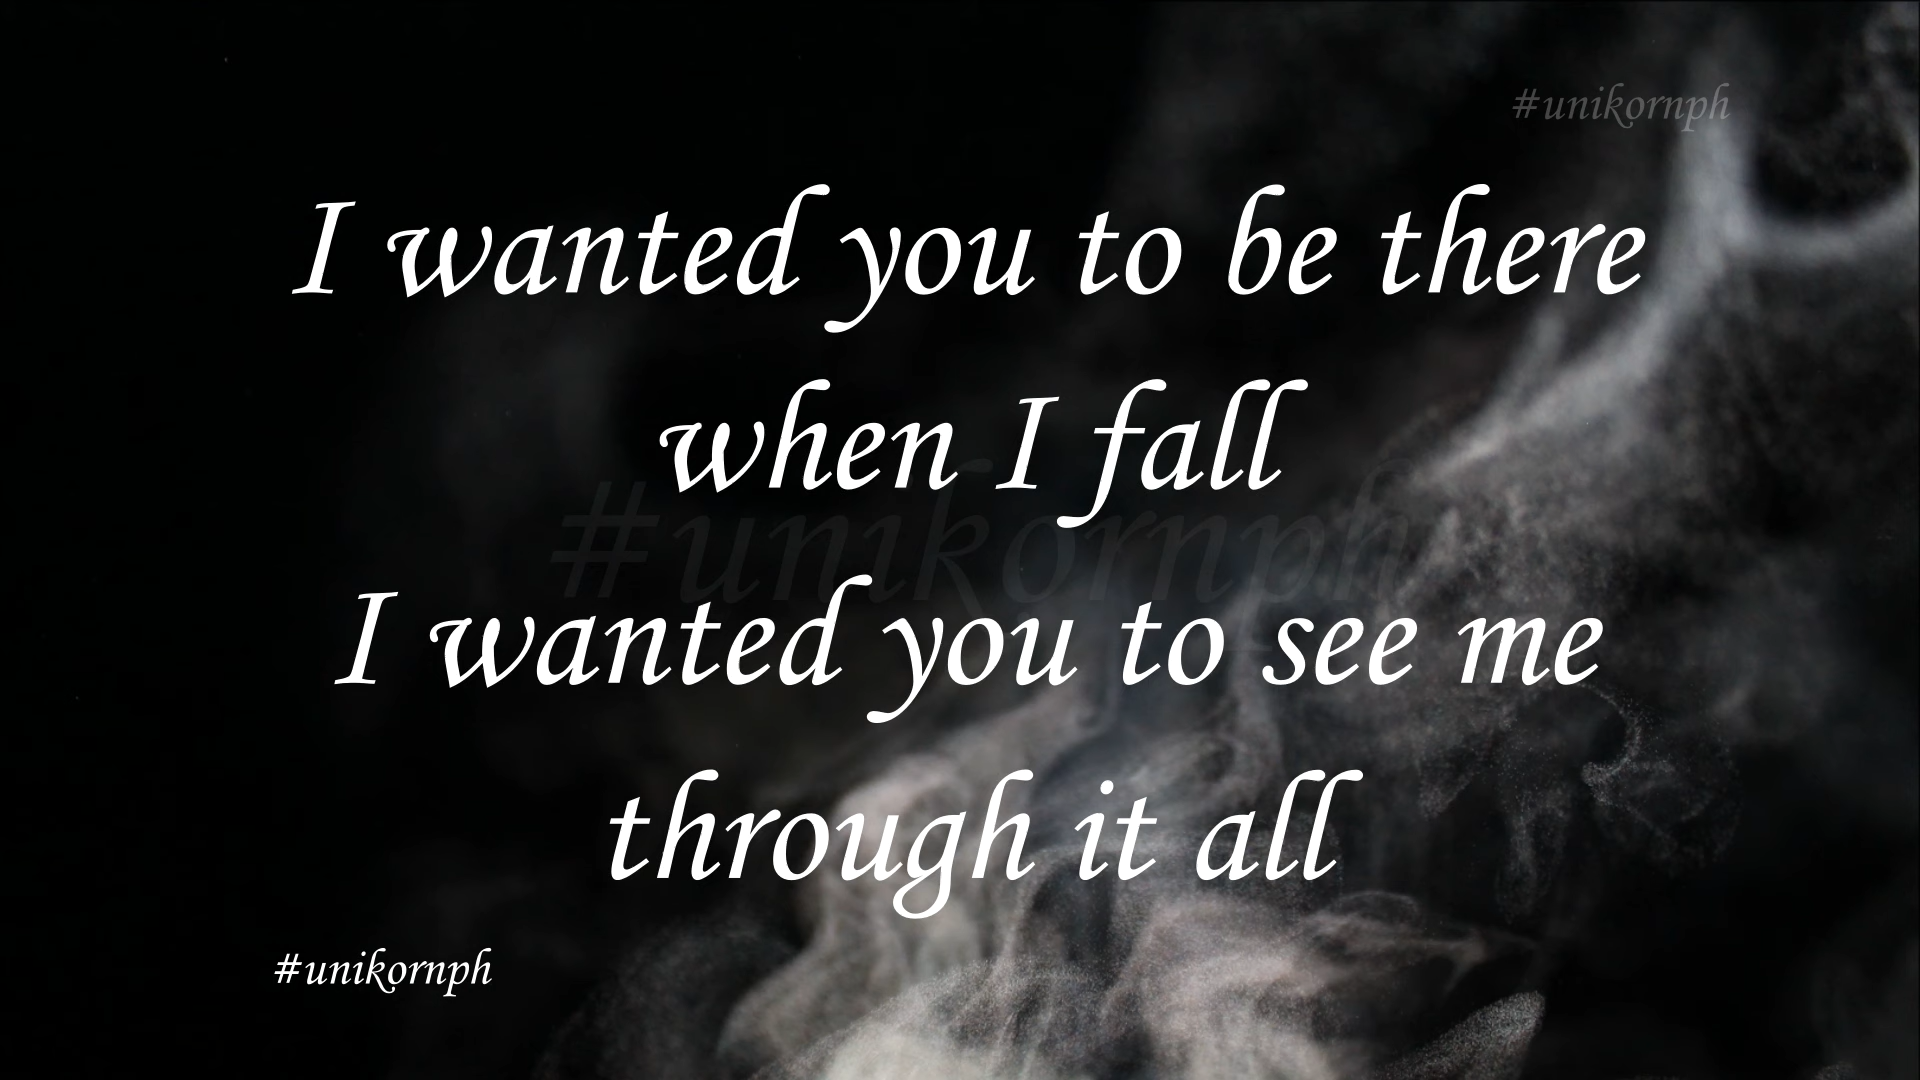 #unikornph
I wanted you to be there
when I fall
#unikornph
I wanted you to see me
through it all
#unikornph